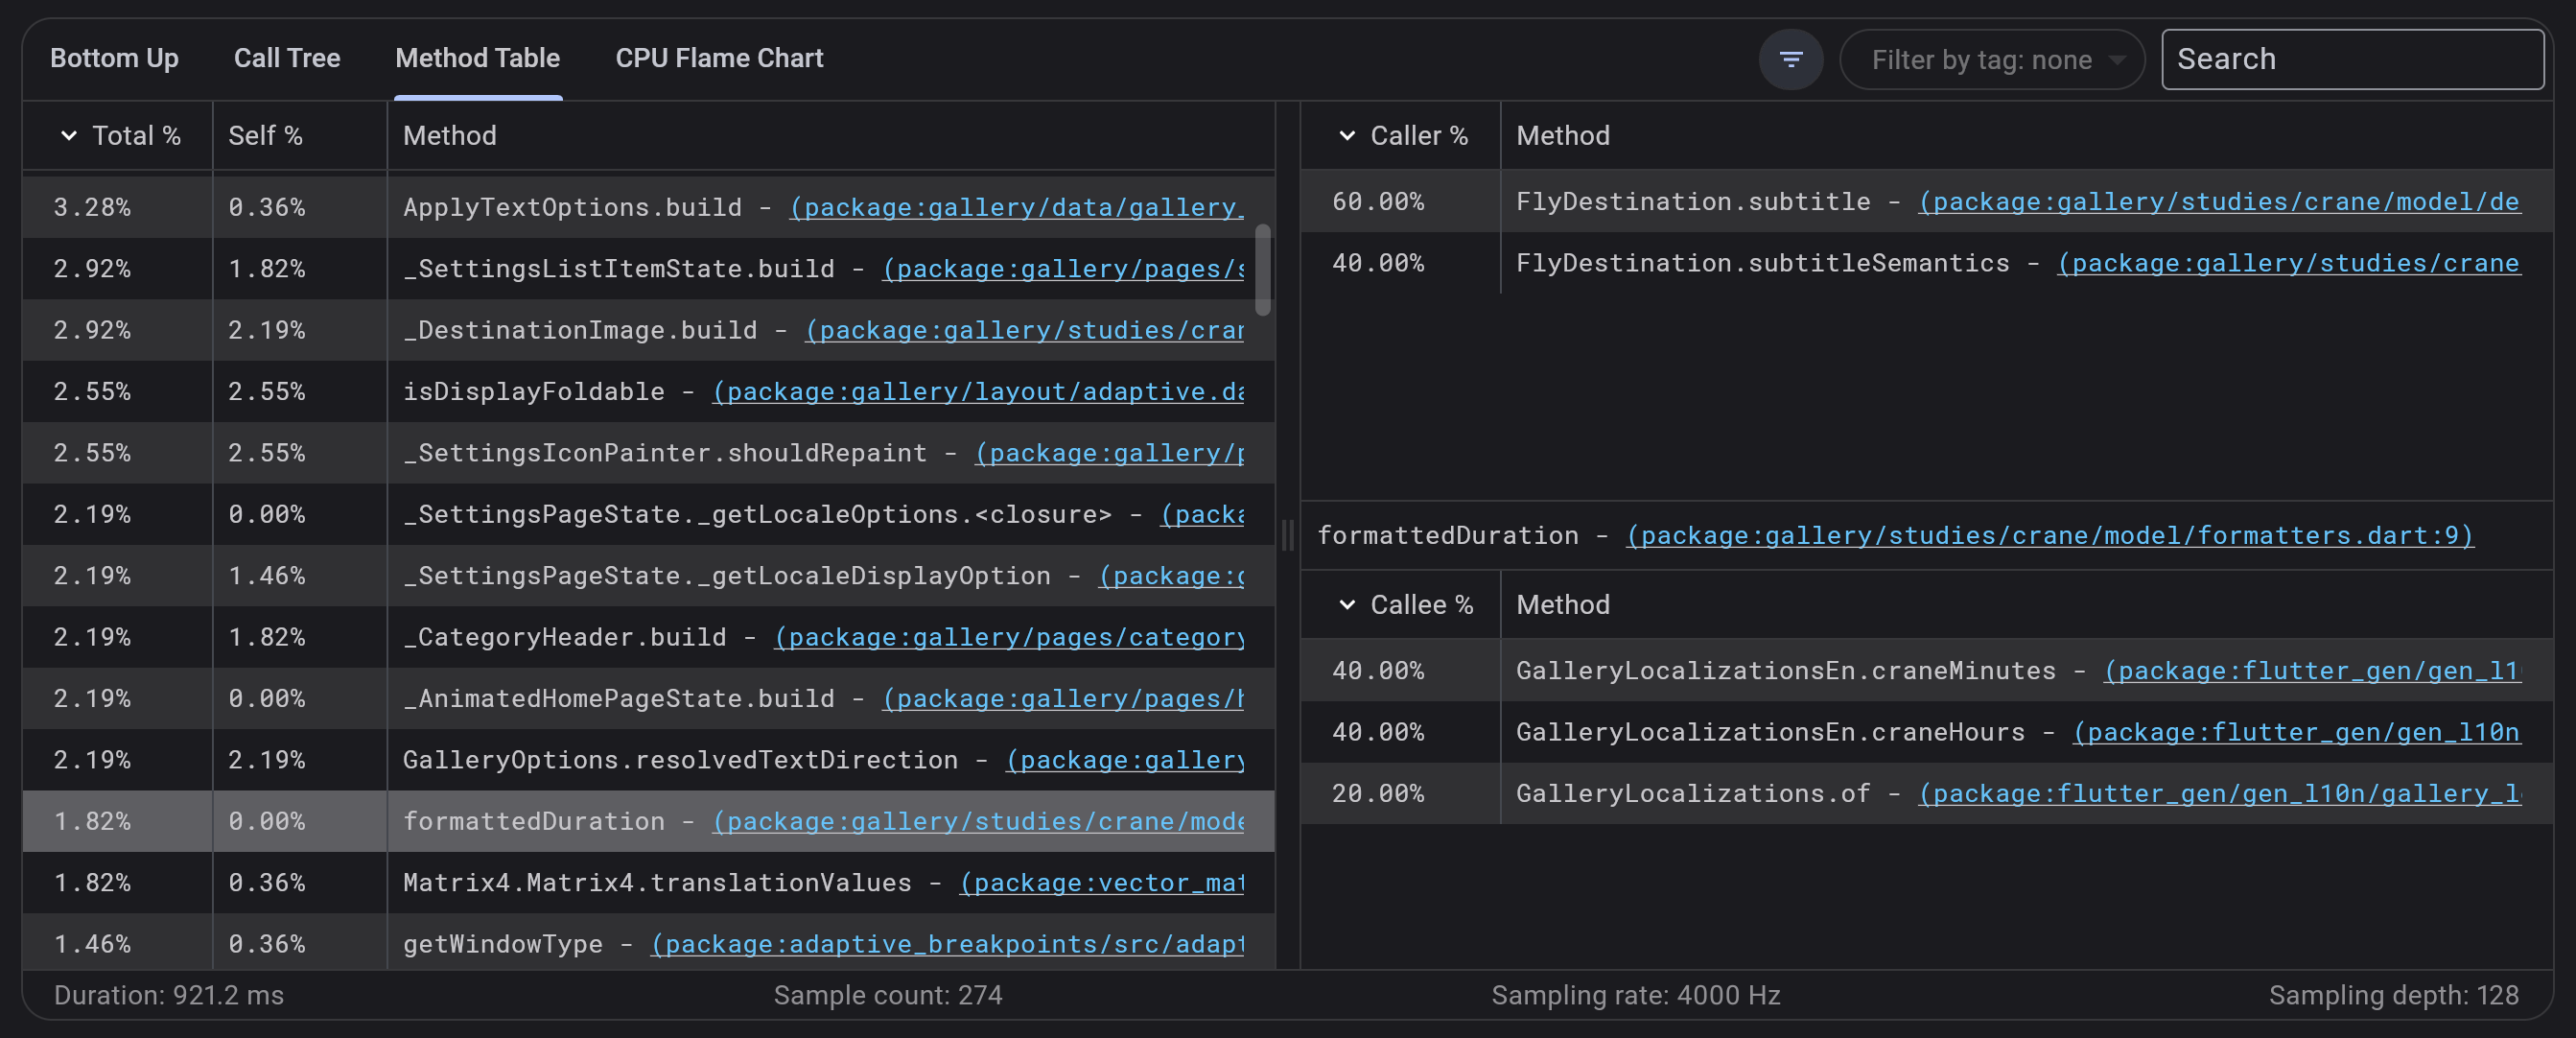 Bottom Up Call Tree Method Table CPU Flame Chart Filter by tag: none Search
Total % Self % Method
3.28% 0.36% ApplyTextOptions.build - (package:gallery/data/gallery_
2.92% 1.82% _SettingsListItemState.build - (package:gallery/pages/s
2.92% 2.19% _DestinationImage.build - (package:gallery/studies/cran
2.55% 2.55% isDisplayFoldable - (package:gallery/layout/adaptive.da
2.55% 2.55% _SettingsIconPainter.shouldRepaint - (package:gallery/p
2.19% 0.00% _SettingsPageState._getLocaleOptions.<closure> - (packa
2.19% 1.46% _SettingsPageState._getLocaleDisplayOption - (package:g
2.19% 1.82% _CategoryHeader.build - (package:gallery/pages/category
2.19% 0.00% _AnimatedHomePageState.build - (package:gallery/pages/h
2.19% 2.19% GalleryOptions.resolvedTextDirection - (package:gallery
1.82% 0.00% formattedDuration - (package:gallery/studies/crane/mode
1.82% 0.36% Matrix4.Matrix4.translationValues - (package:vector_mat
1.46% 0.36% getWindowType - (package:adaptive_breakpoints/src/adapt
Caller % Method
60.00% FlyDestination.subtitle - (package:gallery/studies/crane/model/de
40.00% FlyDestination.subtitleSemantics - (package:gallery/studies/crane
formattedDuration - (package:gallery/studies/crane/model/formatters.dart:9)
Callee % Method
40.00% GalleryLocalizationsEn.craneMinutes - (package:flutter_gen/gen_l1
40.00% GalleryLocalizationsEn.craneHours - (package:flutter_gen/gen_l10n
20.00% GalleryLocalizations.of - (package:flutter_gen/gen_l10n/gallery_l
Duration: 921.2 ms Sample count: 274 Sampling rate: 4000 Hz Sampling depth: 128